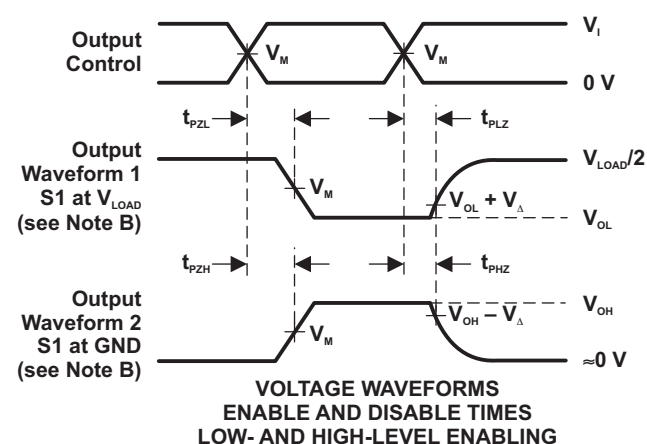 Output
Control
V_M
V_M
V_I
0 V
t_PZL
t_PLZ
Output
Waveform 1
S1 at V_LOAD
(see Note B)
V_M
V_LOAD/2
V_OL + V_Δ
V_OL
t_PZH
t_PHZ
Output
Waveform 2
S1 at GND
(see Note B)
V_M
V_OH
V_OH – V_Δ
≈0 V
VOLTAGE WAVEFORMS
ENABLE AND DISABLE TIMES
LOW- AND HIGH-LEVEL ENABLING